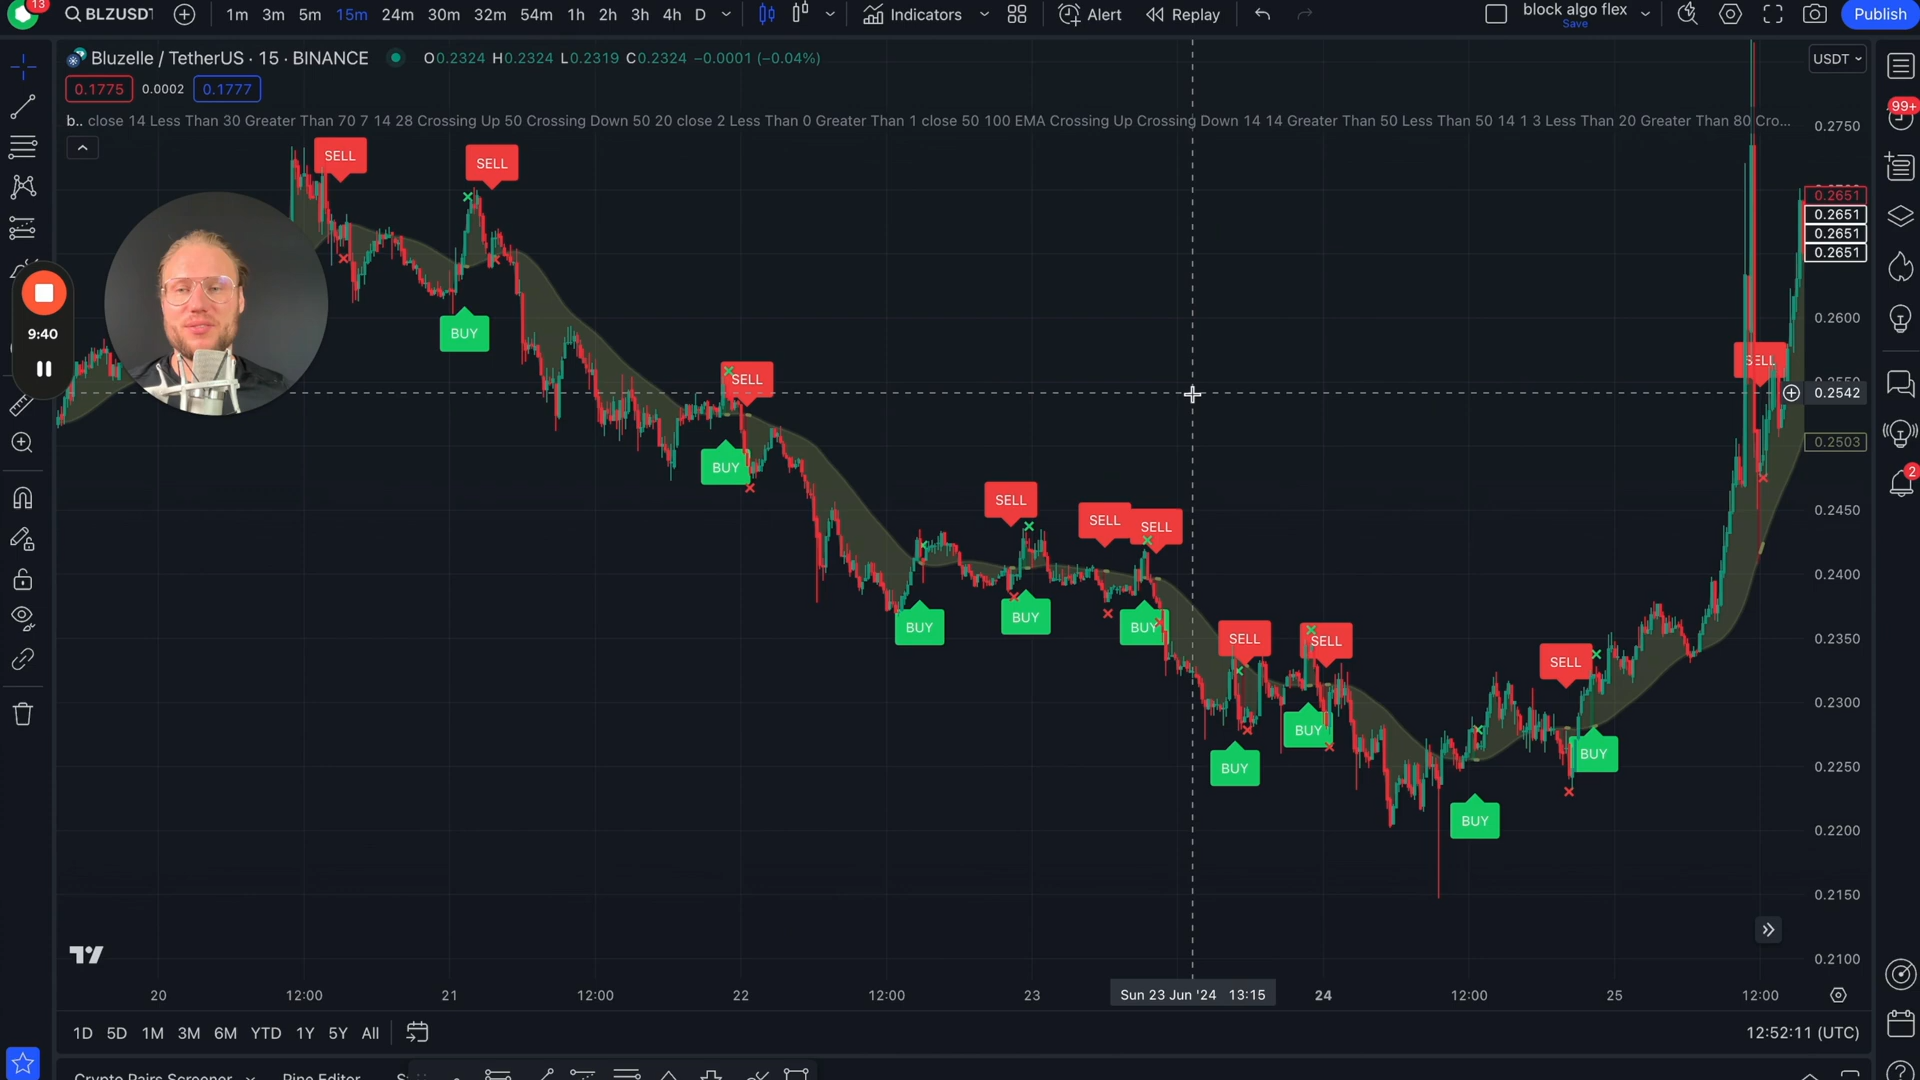 13
BLZUSDT
1m 3m 5m 15m 24m 30m 32m 54m 1h 2h 3h 4h D
Indicators
Alert
Replay
block algo flex
Save
Publish
Bluzelle / TetherUS · 15 · BINANCE
O0.2324 H0.2324 L0.2319 C0.2324 −0.0001 (−0.04%)
USDT
0.1775 0.0002 0.1777
b.. close 14 Less Than 30 Greater Than 70 7 14 28 Crossing Up 50 Crossing Down 50 20 close 2 Less Than 0 Greater Than 1 close 50 100 EMA Crossing Up Crossing Down 14 14 Greater Than 50 Less Than 50 14 1 3 Less Than 20 Greater Than 80 Cro...
99+
0.2750
SELL
SELL
0.2651
0.2651
0.2651
0.2651
9:40
BUY
0.2600
SELL
SELL
0.2542
0.2503
BUY
2
SELL
0.2450
SELL
SELL
0.2400
BUY
BUY
BUY
SELL
SELL
SELL
0.2350
0.2300
BUY
BUY
BUY
0.2250
BUY
0.2200
0.2150
0.2100
20 12:00 21 12:00 22 12:00 23 Sun 23 Jun '24 13:15 24 12:00 25 12:00
1D 5D 1M 3M 6M YTD 1Y 5Y All
12:52:11 (UTC)
Crypto Pairs Screener
Pine Editor